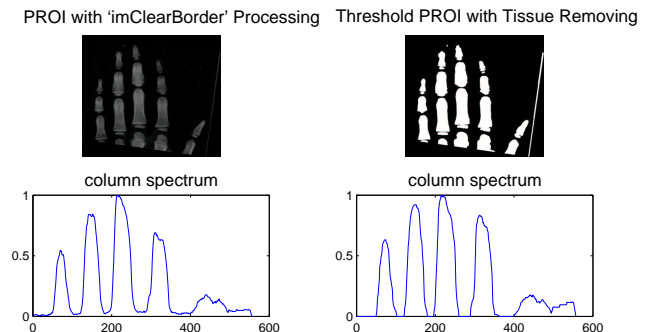 PROI with 'imClearBorder' Processing
Threshold PROI with Tissue Removing
column spectrum
1
0.5
0
0 200 400 600
column spectrum
1
0.5
0
0 200 400 600